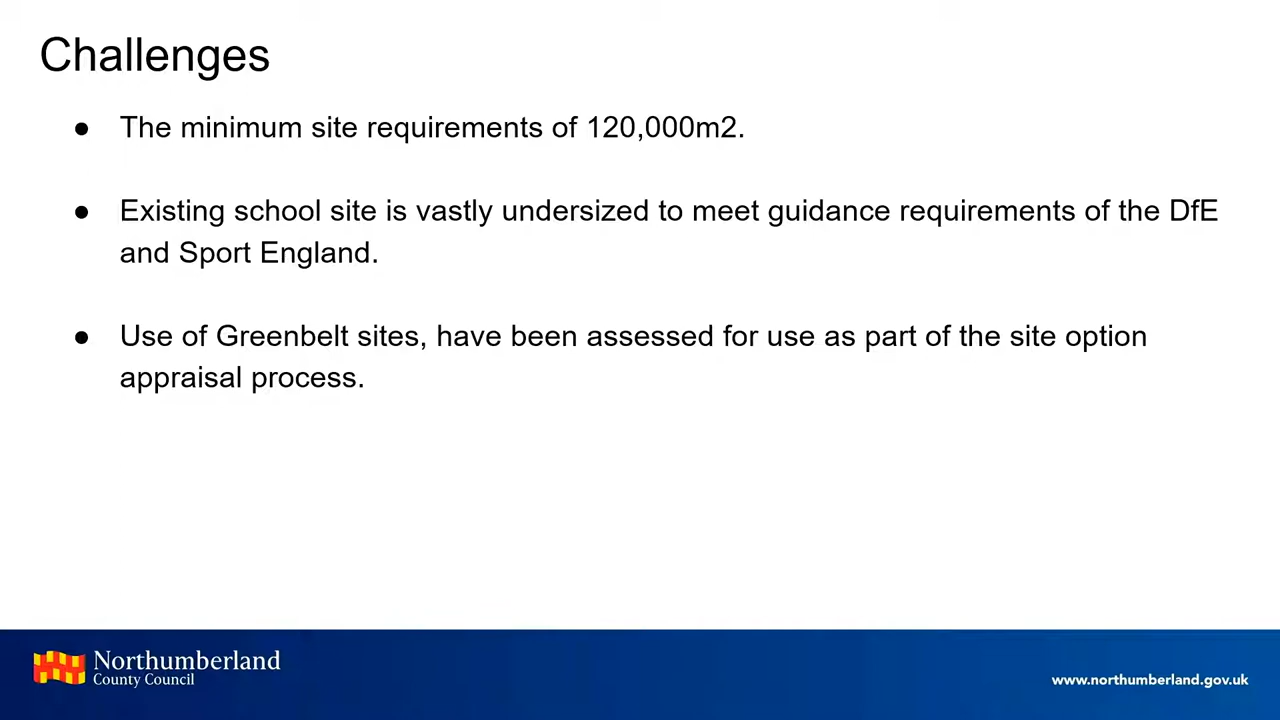 Challenges
● The minimum site requirements of 120,000m2.
● Existing school site is vastly undersized to meet guidance requirements of the DfE
and Sport England.
● Use of Greenbelt sites, have been assessed for use as part of the site option
appraisal process.
Northumberland
County Council
www.northumberland.gov.uk